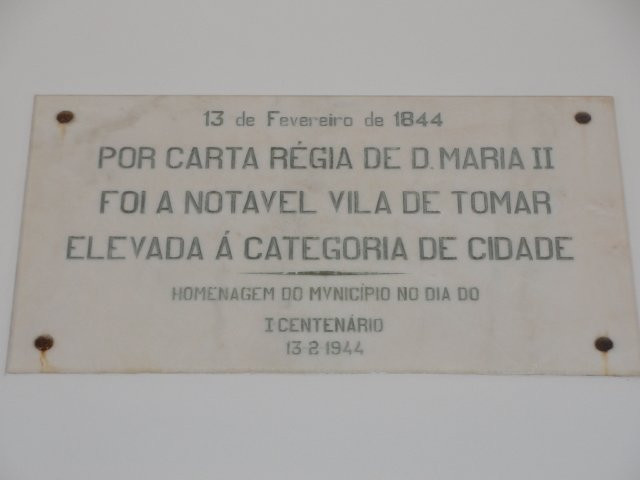 13 de Fevereiro de 1844
POR CARTA RÉGIA DE D. MARIA II
FOI A NOTAVEL VILA DE TOMAR
ELEVADA Á CATEGORIA DE CIDADE
HOMENAGEM DO MVNICÍPIO NO DIA DO
I CENTENÁRIO
13-2-1944